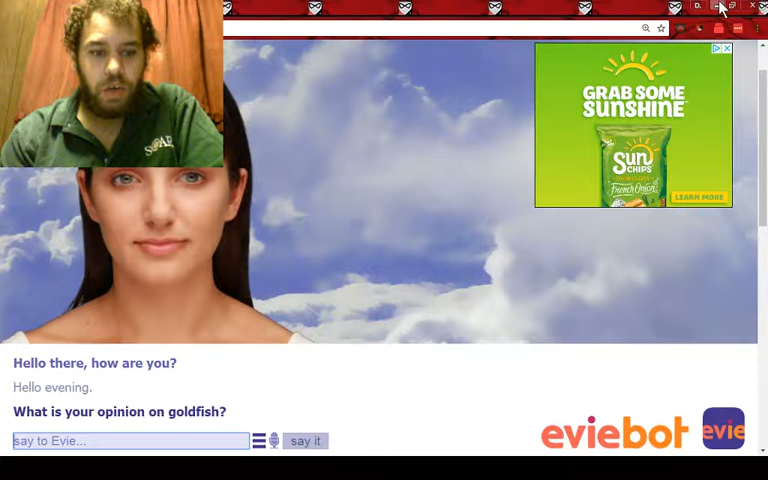 D.
GRAB SOME
SUNSHINE
Sun
CHIPS
French Onion
LEARN MORE
Hello there, how are you?
Hello evening.
What is your opinion on goldfish?
say to Evie...
say it
eviebot
evie